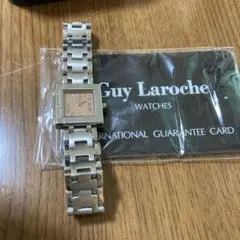 Guy Laroche
WATCHES
RNATIONAL GUARANTEE CARD